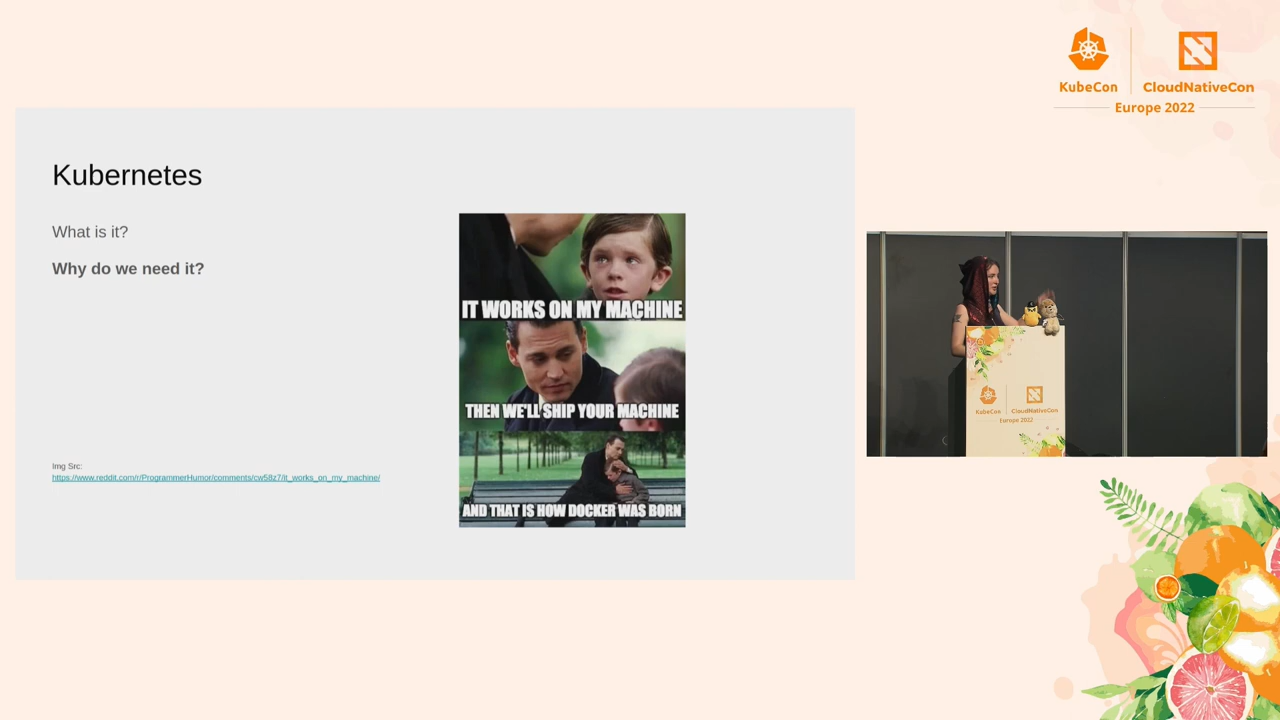 KubeCon
CloudNativeCon
Europe 2022
Kubernetes
What is it?
Why do we need it?
IT WORKS ON MY MACHINE
THEN WE'LL SHIP YOUR MACHINE
AND THAT IS HOW DOCKER WAS BORN
Img Src:
https://www.reddit.com/r/ProgrammerHumor/comments/cw58z7/it_works_on_my_machine/
KubeCon
CloudNativeCon
Europe 2022